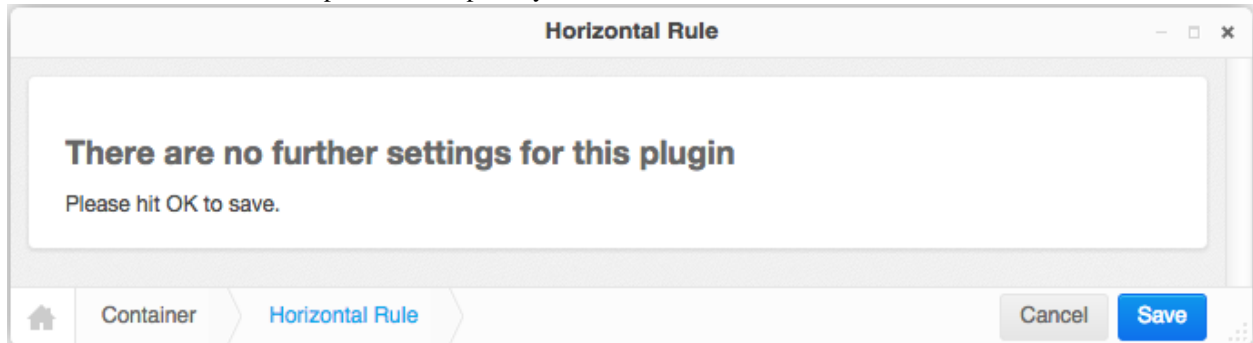 Horizontal Rule
There are no further settings for this plugin
Please hit OK to save.
Container
Horizontal Rule
Cancel
Save